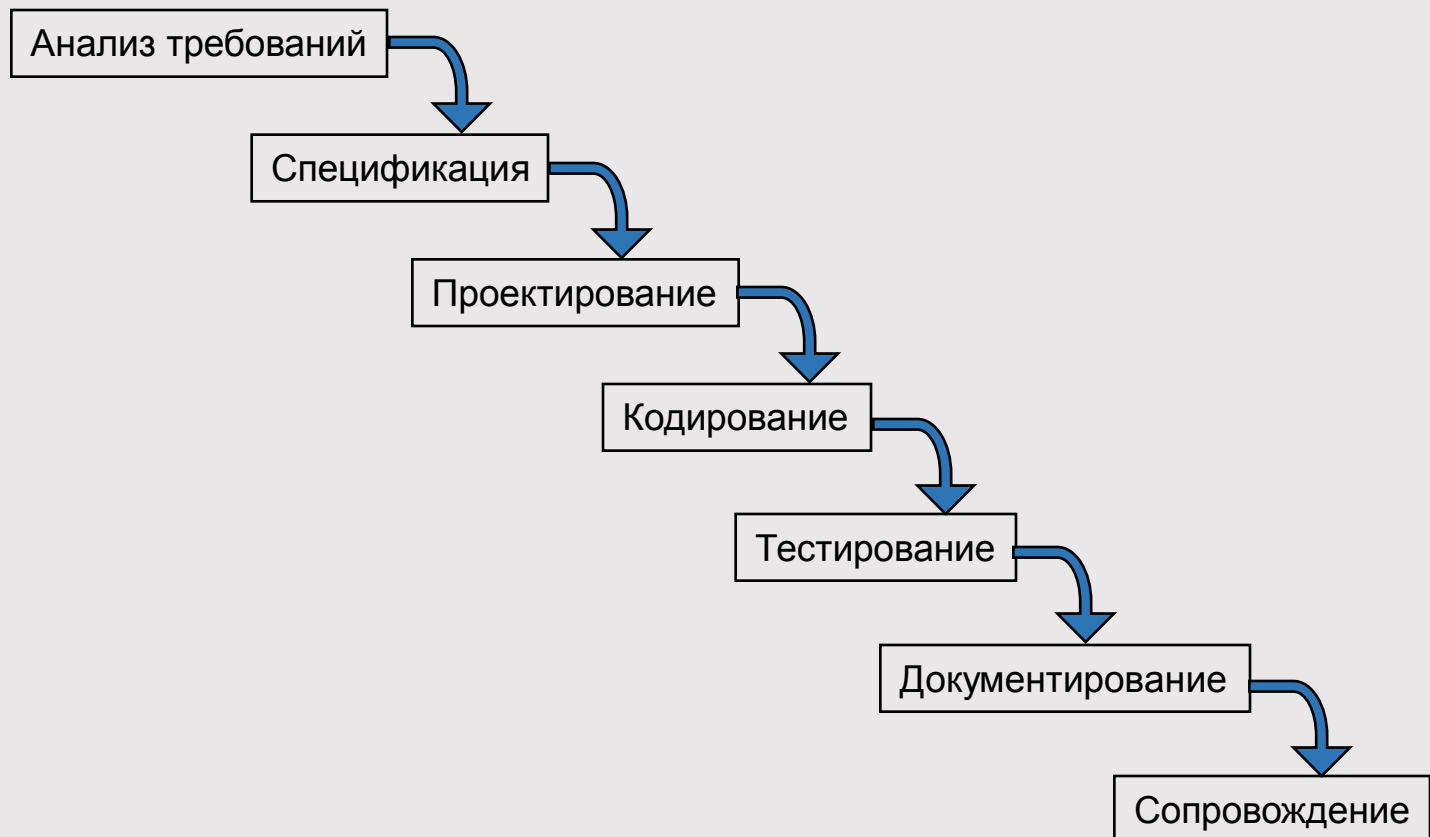 Анализ требований
Спецификация
Проектирование
Кодирование
Тестирование
Документирование
Сопровождение